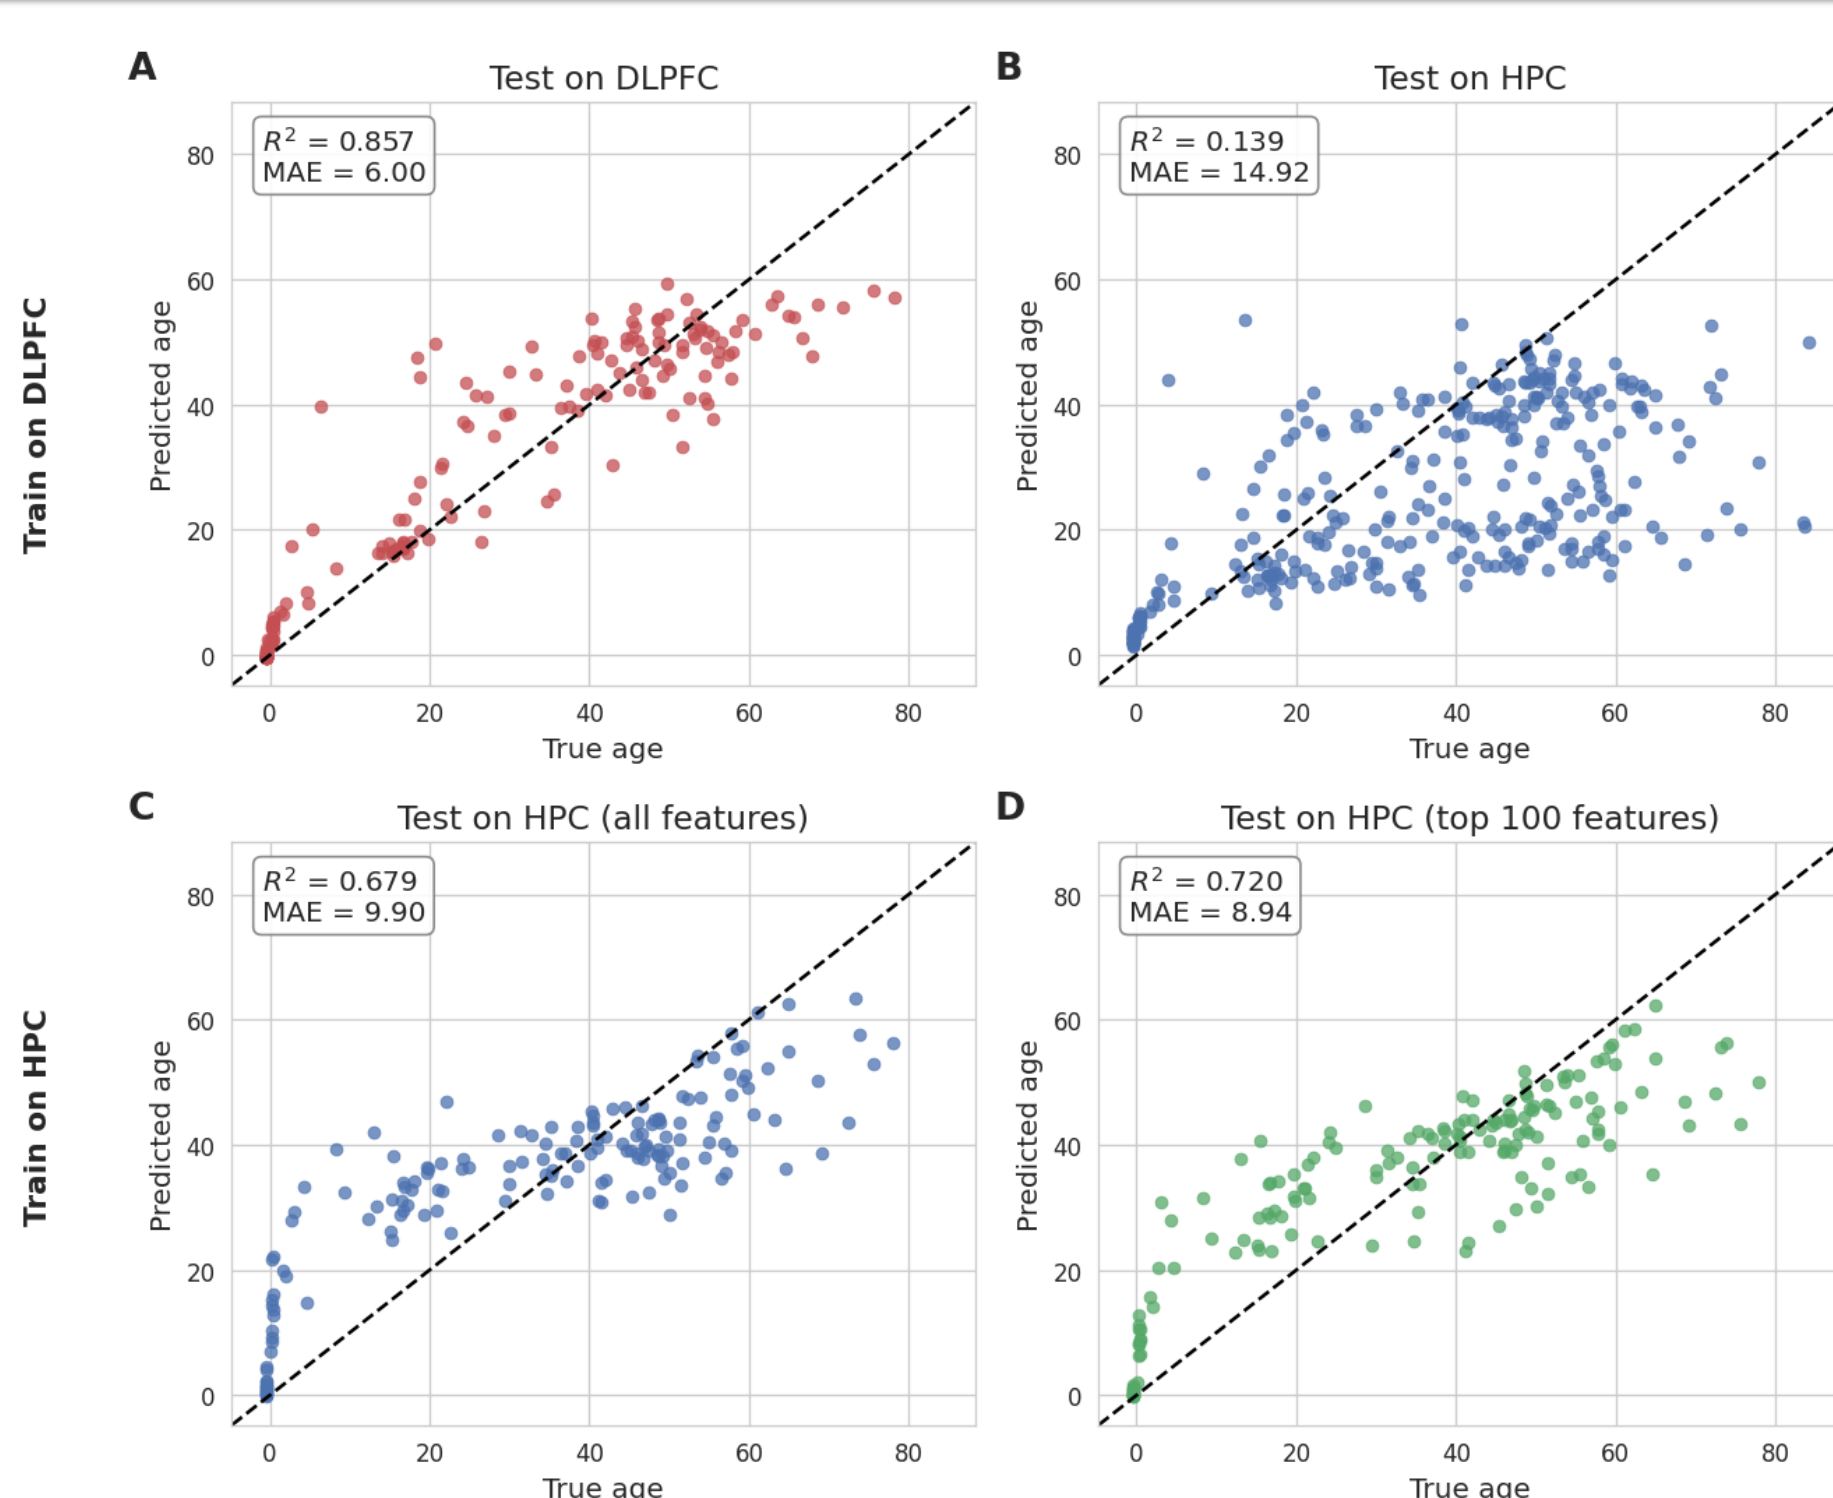 A
Test on DLPFC
R² = 0.857
MAE = 6.00
80
60
40
20
0
0 20 40 60 80
Predicted age
True age
Train on DLPFC
B
Test on HPC
R² = 0.139
MAE = 14.92
80
60
40
20
0
0 20 40 60 80
Predicted age
True age
C
Test on HPC (all features)
R² = 0.679
MAE = 9.90
80
60
40
20
0
0 20 40 60 80
Predicted age
True age
Train on HPC
D
Test on HPC (top 100 features)
R² = 0.720
MAE = 8.94
80
60
40
20
0
0 20 40 60 80
Predicted age
True age